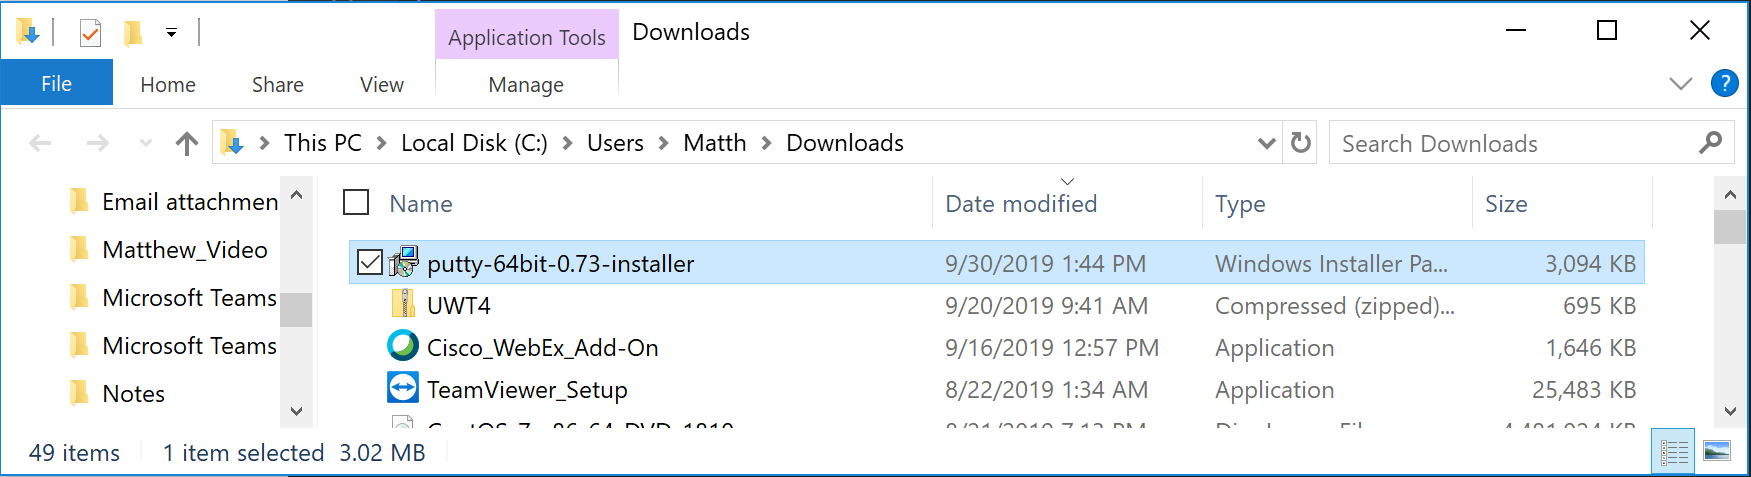 Application Tools Downloads
File Home Share View Manage
This PC Local Disk (C:) Users Matth Downloads Search Downloads
Email attachmen
Matthew_Video
Microsoft Teams
Microsoft Teams
Notes
Name Date modified Type Size
putty-64bit-0.73-installer 9/30/2019 1:44 PM Windows Installer Pa... 3,094 KB
UWT4 9/20/2019 9:41 AM Compressed (zipped)... 695 KB
Cisco_WebEx_Add-On 9/16/2019 12:57 PM Application 1,646 KB
TeamViewer_Setup 8/22/2019 1:34 AM Application 25,483 KB
49 items 1 item selected 3.02 MB